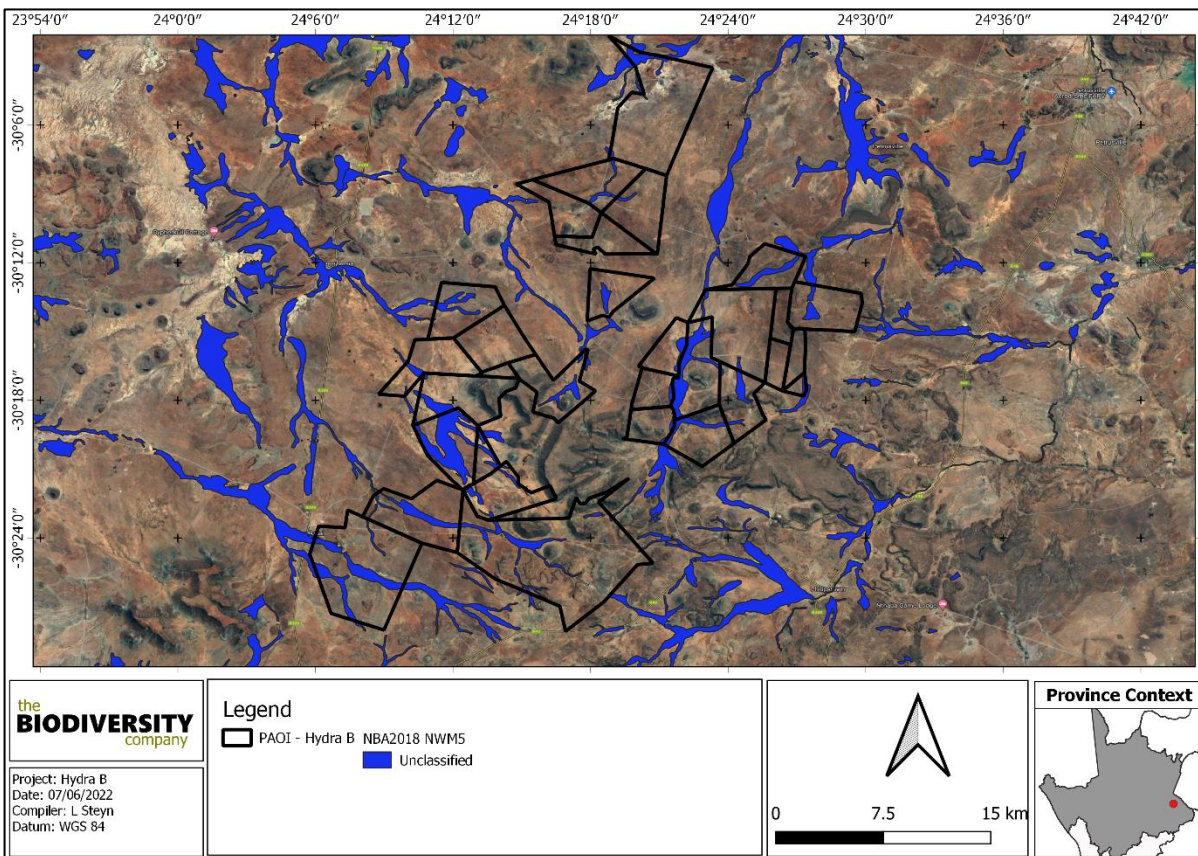 23°54'0" 24°0'0" 24°6'0" 24°12'0" 24°18'0" 24°24'0" 24°30'0" 24°36'0" 24°42'0"
-30°6'0"
-30°12'0"
-30°18'0"
-30°24'0"
Petrusville
the
BIODIVERSITY
company
Project: Hydra B
Date: 07/06/2022
Compiler: L Steyn
Datum: WGS 84
Legend
PAOI - Hydra B NBA2018 NWM5
Unclassified
0 7.5 15 km
Province Context